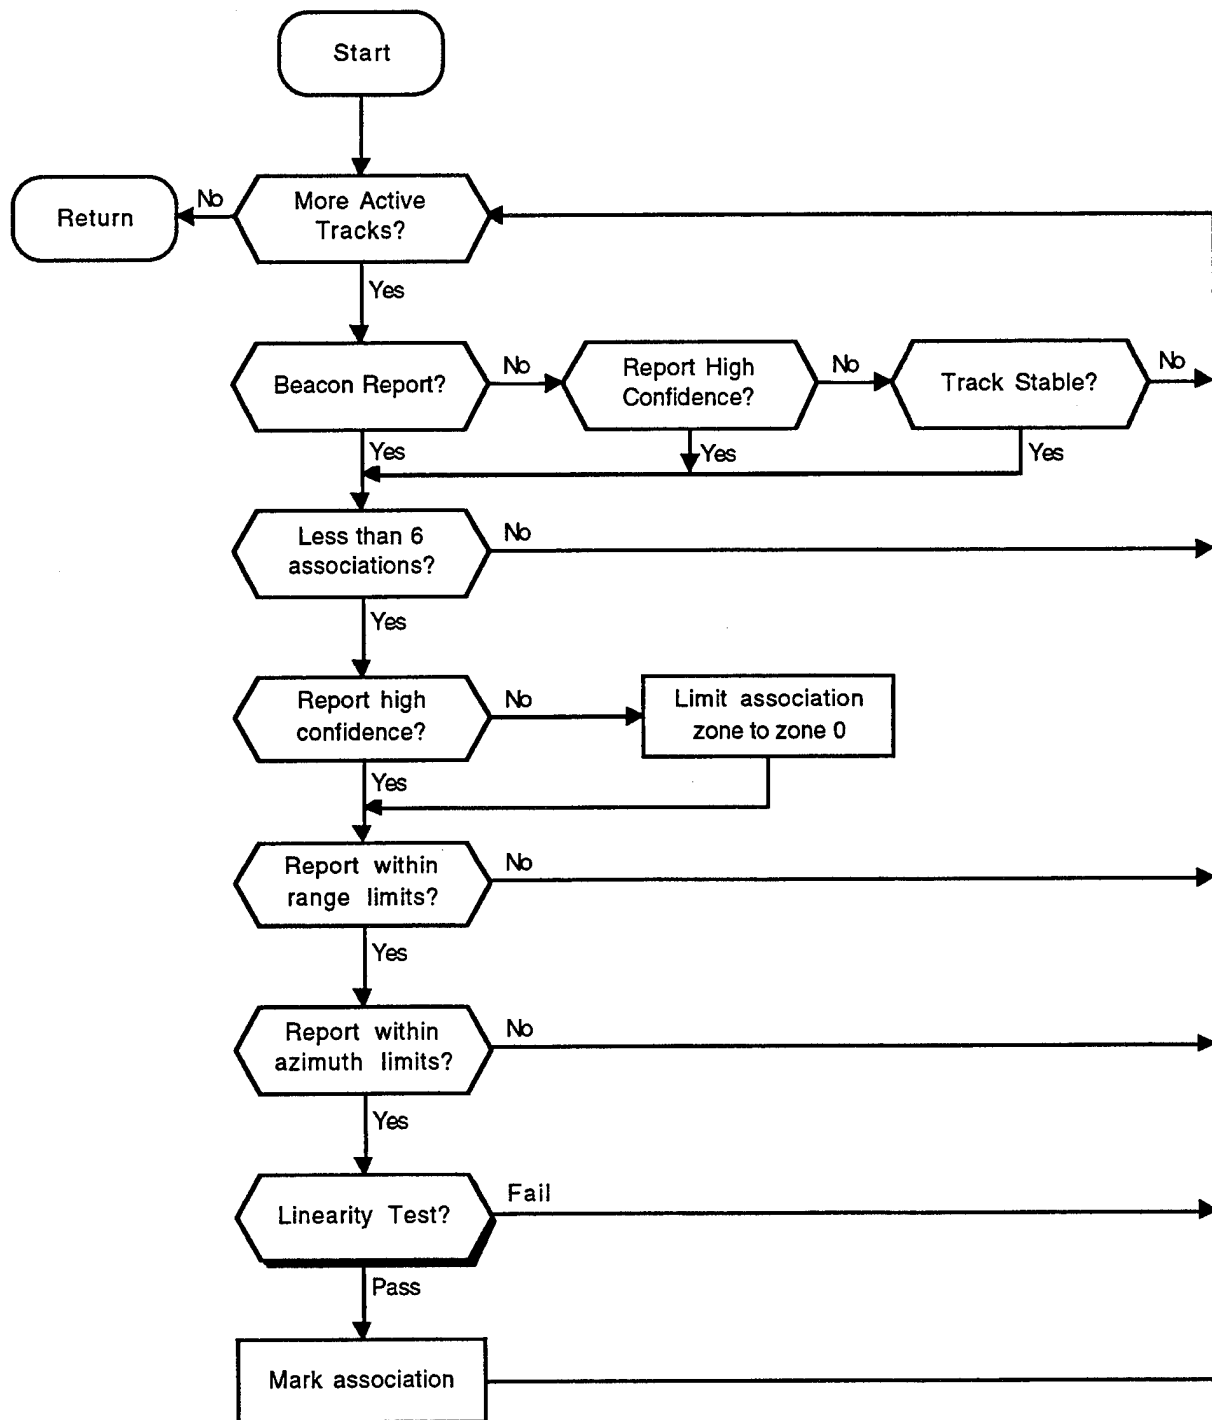 Start
More Active
Tracks?
No
Return
Yes
Beacon Report?
No
Report High
Confidence?
No
Track Stable?
No
Yes
Yes
Yes
Less than 6
associations?
No
Yes
Report high
confidence?
No
Limit association
zone to zone 0
Yes
Report within
range limits?
No
Yes
Report within
azimuth limits?
No
Yes
Linearity Test?
Fail
Pass
Mark association